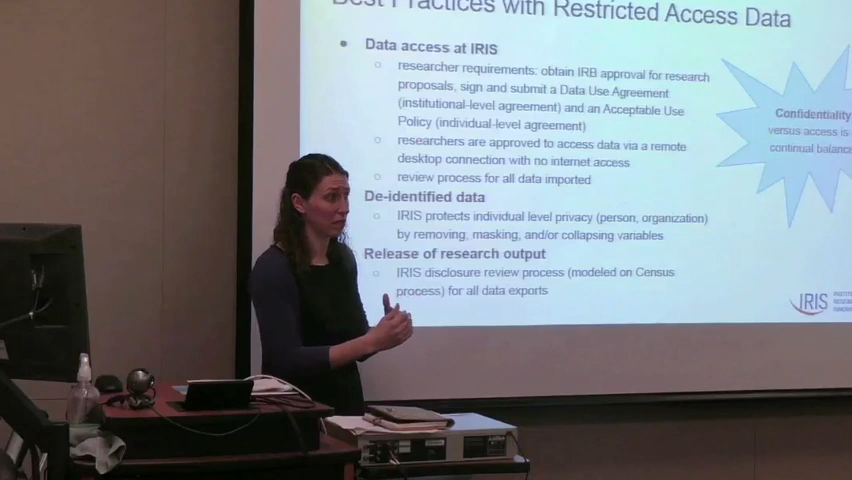 Best Practices with Restricted Access Data
Data access at IRIS
researcher requirements: obtain IRB approval for research
proposals, sign and submit a Data Use Agreement
(institutional-level agreement) and an Acceptable Use
Policy (individual-level agreement)
researchers are approved to access data via a remote
desktop connection with no internet access
review process for all data imported
De-identified data
IRIS protects individual level privacy (person, organization)
by removing, masking, and/or collapsing variables
Release of research output
IRIS disclosure review process (modeled on Census
process) for all data exports
Confidentiality
versus access is
continual balance
IRIS